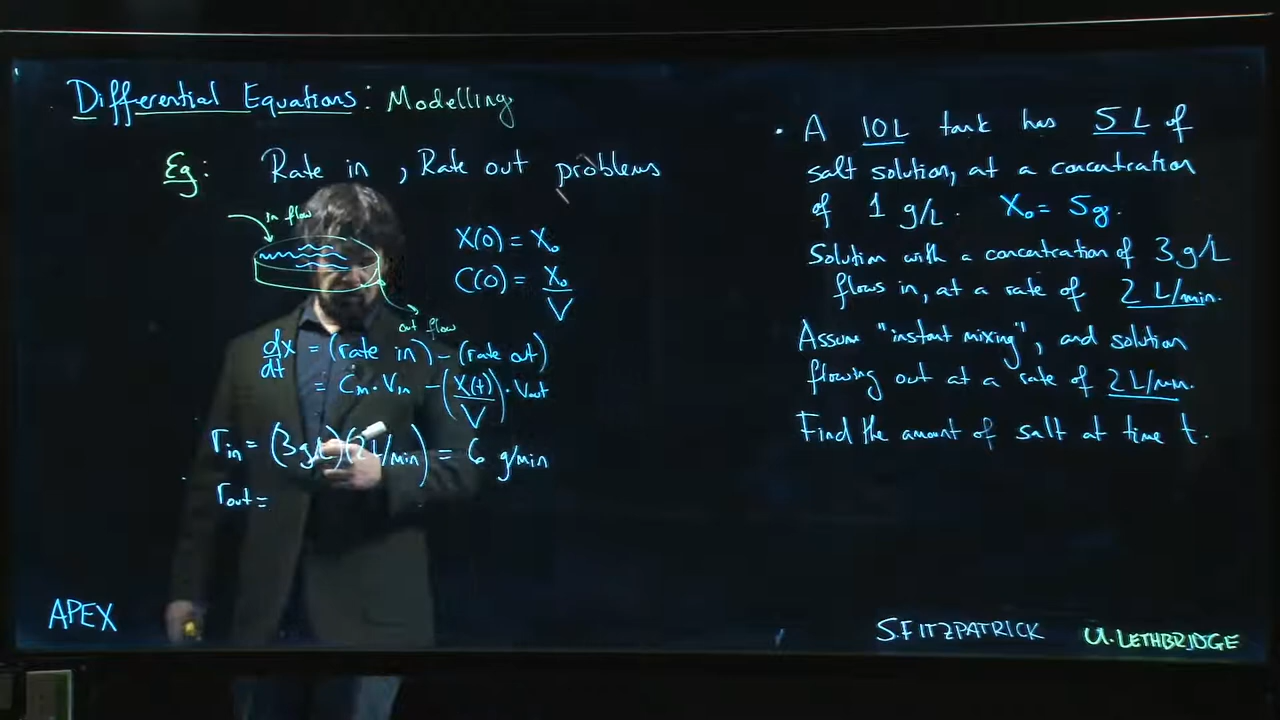 Differential Equations: Modelling
Eg: Rate in, Rate out problems
in flow
out flow
X(0) = X₀
C(0) = X₀/V
dx/dt = (rate in) - (rate out)
= Cin · Vin - (X(t)/V) · Vout
rin = (3 g/L)(2 L/min) = 6 g/min
rout =
• A 10L tank has 5 L of
salt solution, at a concentration
of 1 g/L. X₀ = 5g.
Solution with a concentration of 3 g/L
flows in, at a rate of 2 L/min.
Assume "instant mixing", and solution
flowing out at a rate of 2 L/min.
Find the amount of salt at time t.
APEX
S.FITZPATRICK
U.LETHBRIDGE